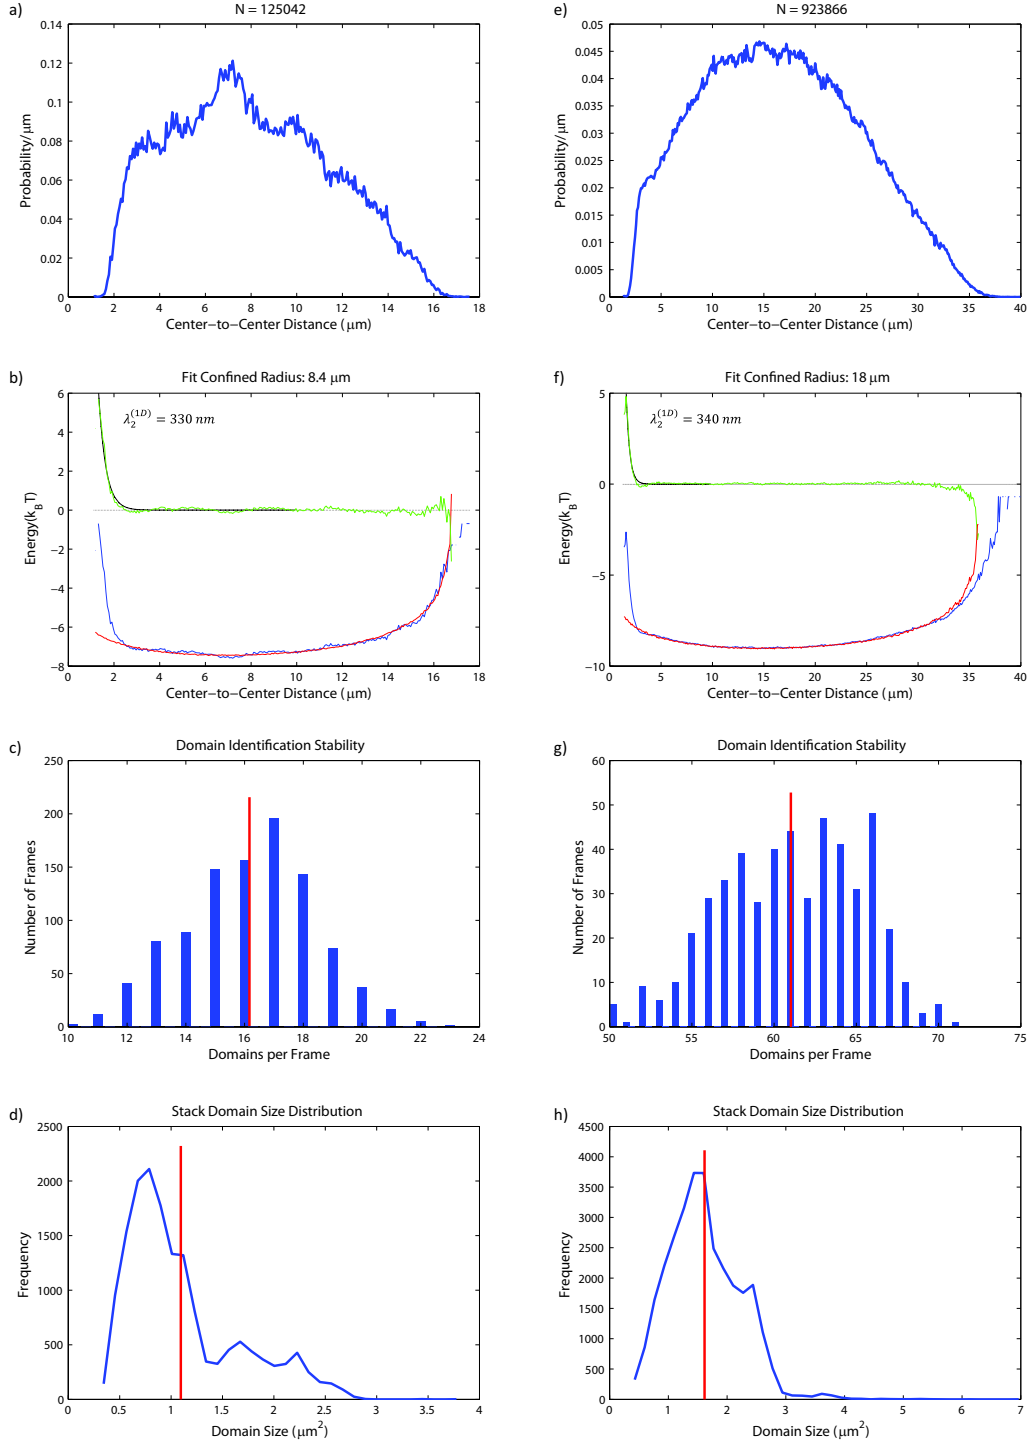 a)
N = 125042
0.14
0.12
0.1
0.08
0.06
0.04
0.02
0
Probability/μm
0 2 4 6 8 10 12 14 16 18
Center−to−Center Distance (μm)
e)
N = 923866
0.05
0.045
0.04
0.035
0.03
0.025
0.02
0.015
0.01
0.005
0
Probability/μm
0 5 10 15 20 25 30 35 40
Center−to−Center Distance (μm)
b)
Fit Confined Radius: 8.4 μm
λ₂⁽¹ᴰ⁾ = 330 nm
6
4
2
0
−2
−4
−6
−8
Energy(k_BT)
0 2 4 6 8 10 12 14 16 18
Center−to−Center Distance (μm)
f)
Fit Confined Radius: 18 μm
λ₂⁽¹ᴰ⁾ = 340 nm
5
0
−5
−10
Energy(k_BT)
0 5 10 15 20 25 30 35 40
Center−to−Center Distance (μm)
c)
Domain Identification Stability
250
200
150
100
50
0
Number of Frames
10 12 14 16 18 20 22 24
Domains per Frame
g)
Domain Identification Stability
60
50
40
30
20
10
0
Number of Frames
50 55 60 65 70 75
Domains per Frame
d)
Stack Domain Size Distribution
2500
2000
1500
1000
500
0
Frequency
0 0.5 1 1.5 2 2.5 3 3.5 4
Domain Size (μm²)
h)
Stack Domain Size Distribution
4500
4000
3500
3000
2500
2000
1500
1000
500
0
Frequency
0 1 2 3 4 5 6 7
Domain Size (μm²)